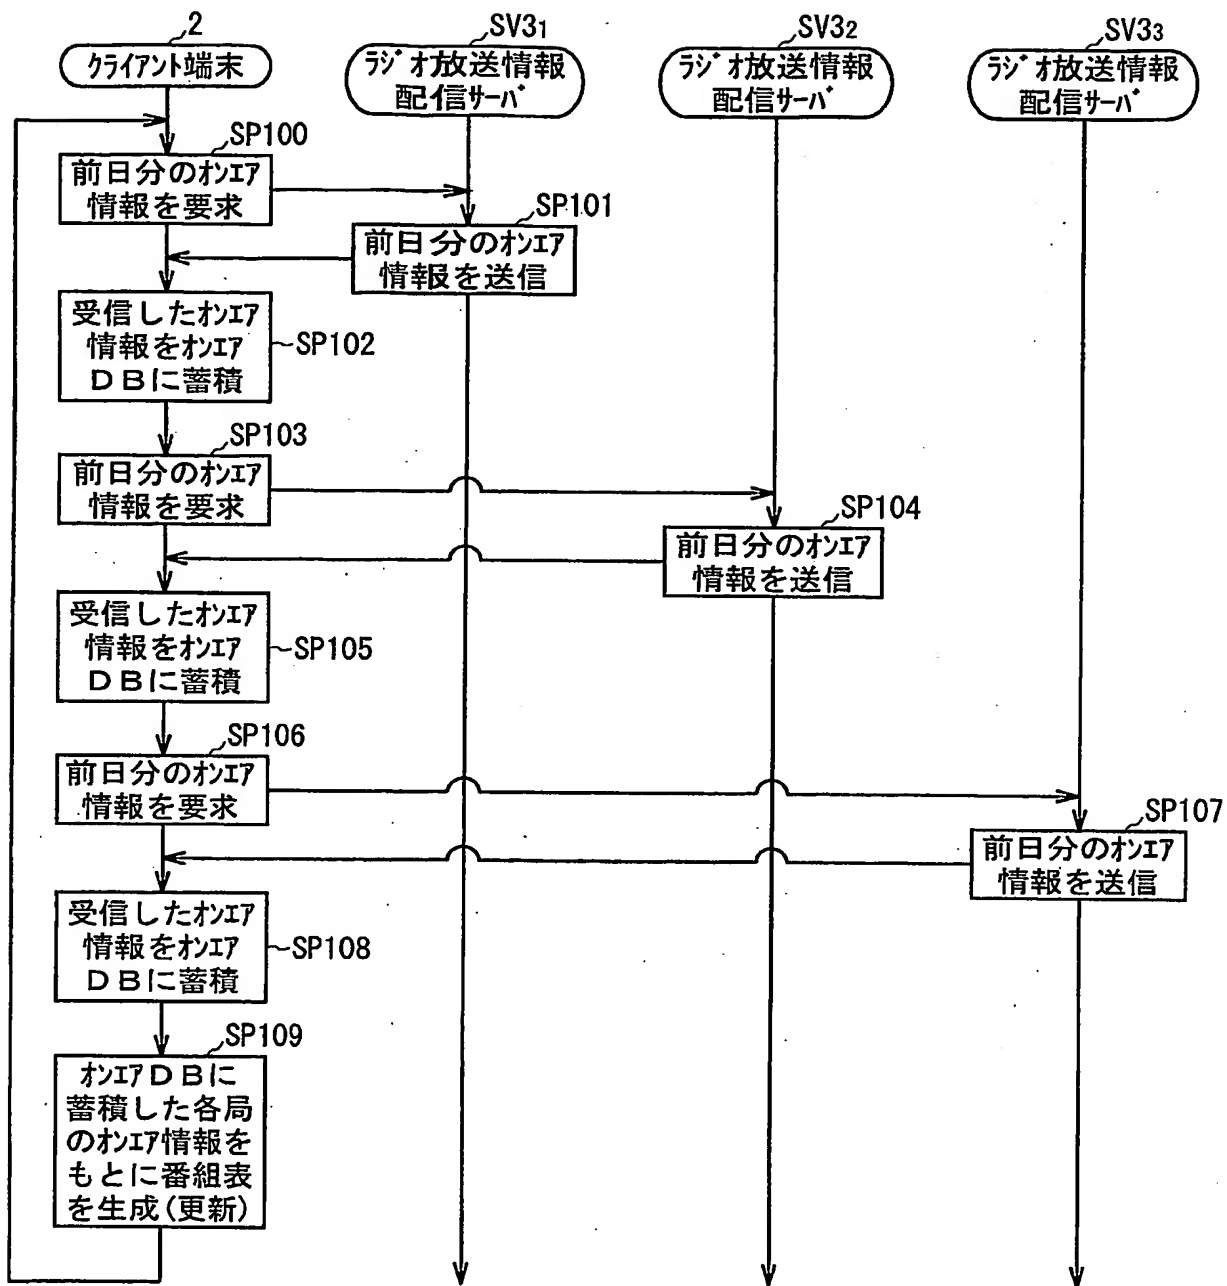 2
クライアント端末
SV3₁
ラジオ放送情報
配信サーバ
SV3₂
ラジオ放送情報
配信サーバ
SV3₃
ラジオ放送情報
配信サーバ
SP100
前日分のオンエア
情報を要求
SP101
前日分のオンエア
情報を送信
受信したオンエア
情報をオンエア
DBに蓄積
SP102
SP103
前日分のオンエア
情報を要求
SP104
前日分のオンエア
情報を送信
受信したオンエア
情報をオンエア
DBに蓄積
SP105
SP106
前日分のオンエア
情報を要求
SP107
前日分のオンエア
情報を送信
受信したオンエア
情報をオンエア
DBに蓄積
SP108
SP109
オンエアDBに
蓄積した各局
のオンエア情報を
もとに番組表
を生成(更新)